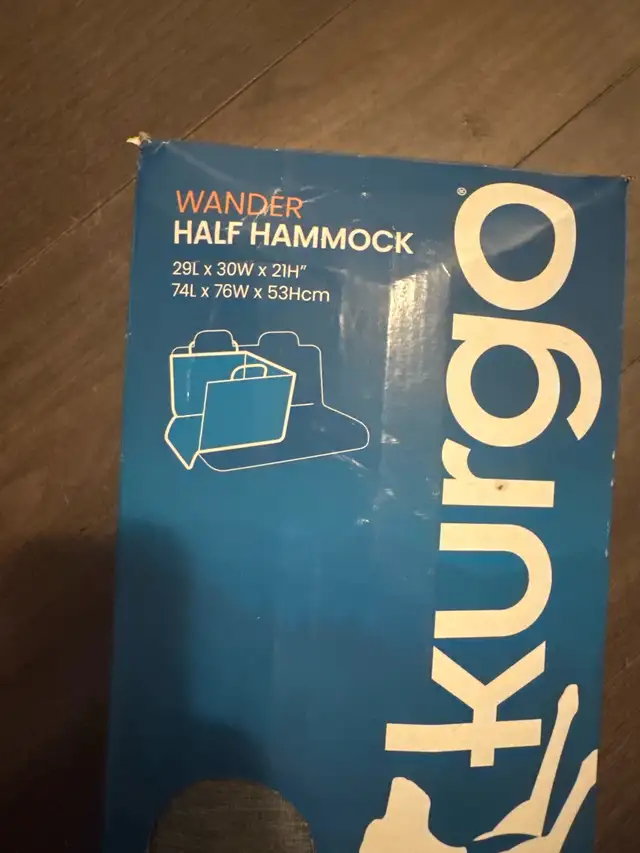 WANDER
HALF HAMMOCK
29L x 30W x 21H"
74L x 76W x 53Hcm
kurgo®